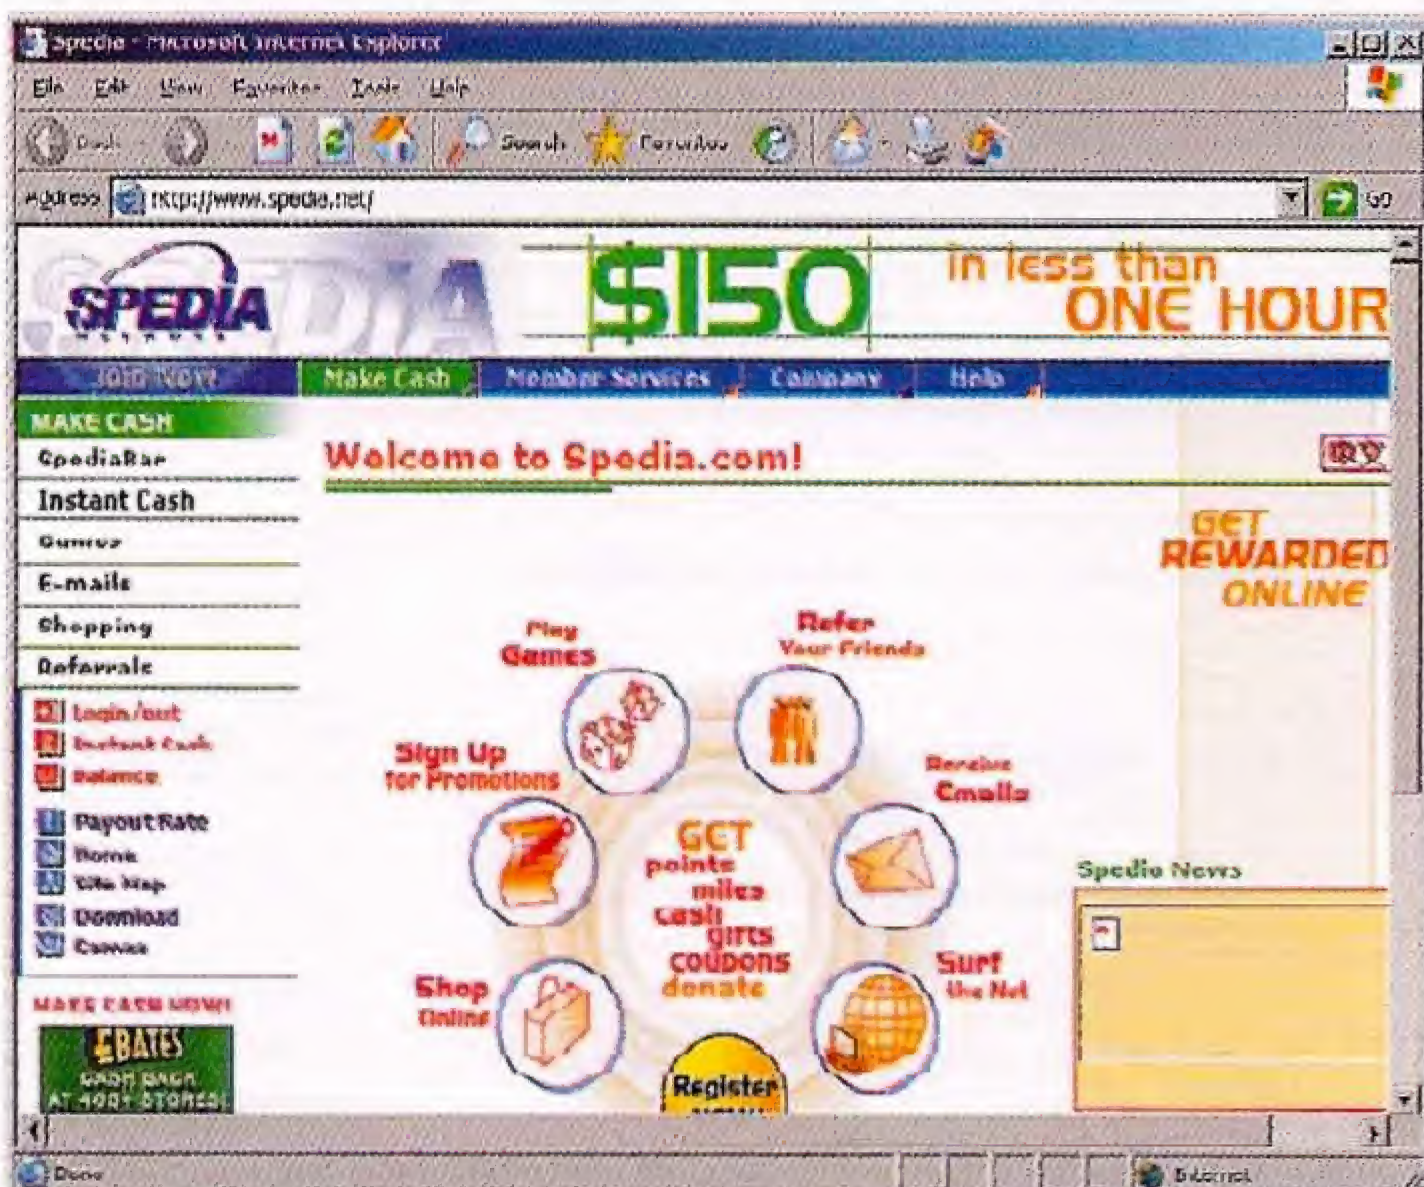 Spedia - Microsoft Internet Explorer
File Edit View Favorites Tools Help
Back Search Favorites
Address http://www.spedia.net/ Go
SPEDIA
NETWORK
$150
in less than
ONE HOUR
JOIN NOW!
Make Cash
Member Services
Company
Help
MAKE CASH
SpediaBar
Instant Cash
Games
E-mails
Shopping
Referrals
Login/out
Instant Cash
Balance
Payout Rate
Home
Site Map
Download
Canvas
MAKE CASH NOW!
EBATES
CASH BACK
AT 400+ STORES!
Welcome to Spedia.com!
GET
REWARDED
ONLINE
Play
Games
Refer
Your Friends
Sign Up
for Promotions
Receive
Emails
GET
points
miles
cash
gifts
coupons
donate
Shop
Online
Surf
the Net
Register
Spedia News
Done
Internet